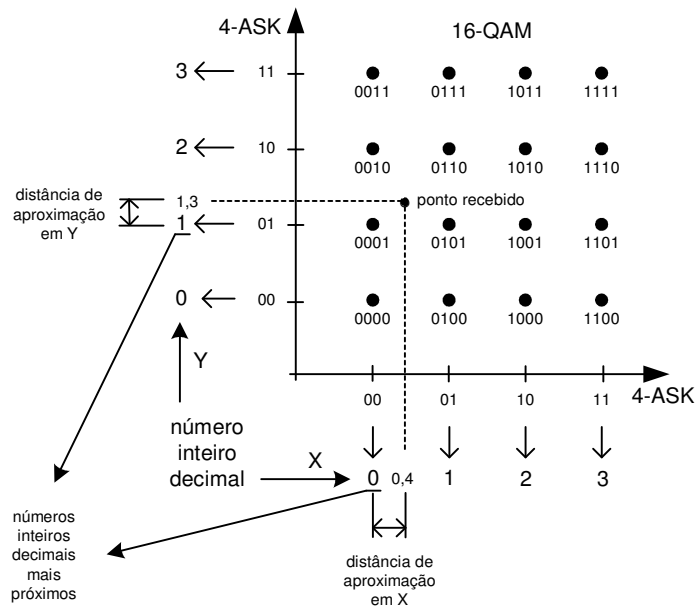 4-ASK
16-QAM
3
11
0011
0111
1011
1111
2
10
0010
0110
1010
1110
distância de
aproximação
em Y
1,3
ponto recebido
1
01
0001
0101
1001
1101
0
00
0000
0100
1000
1100
Y
00
01
10
11
4-ASK
número
inteiro
decimal
X
0
0,4
1
2
3
números
inteiros
decimais
mais
próximos
distância de
aproximação
em X